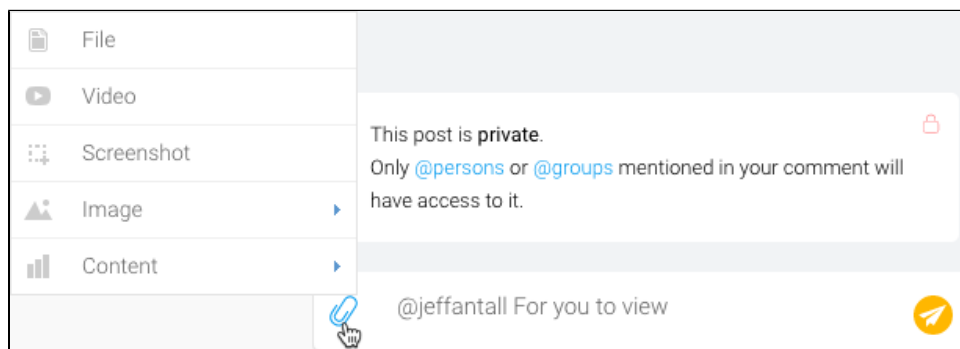 File
Video
Screenshot
Image
Content
This post is private.
Only @persons or @groups mentioned in your comment will
have access to it.
@jeffantall For you to view